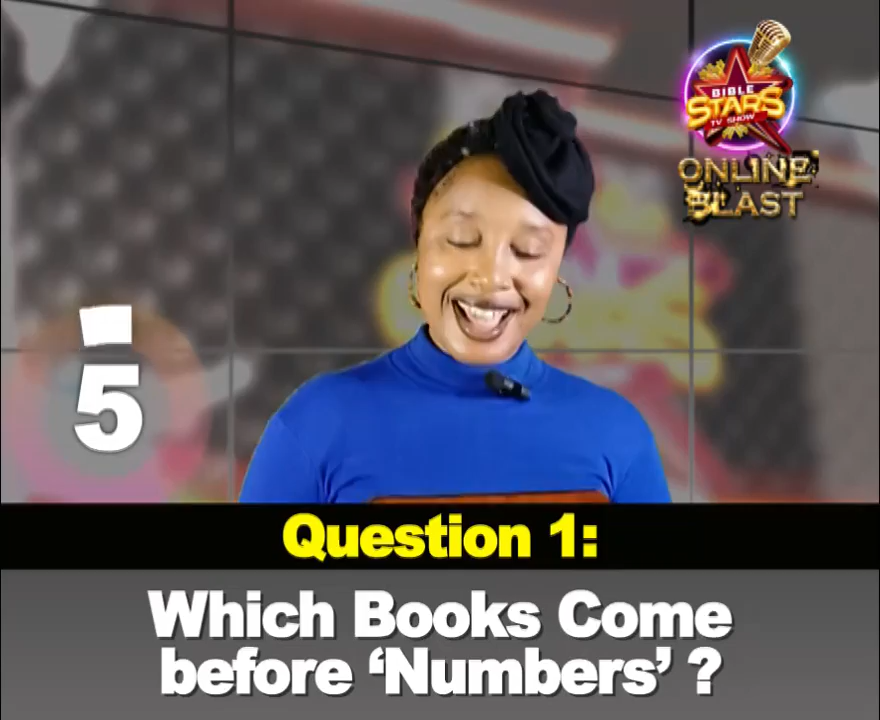 BIBLE
STARS
TV SHOW
ONLINE
BLAST
5
Question 1:
Which Books Come
before ‘Numbers’ ?